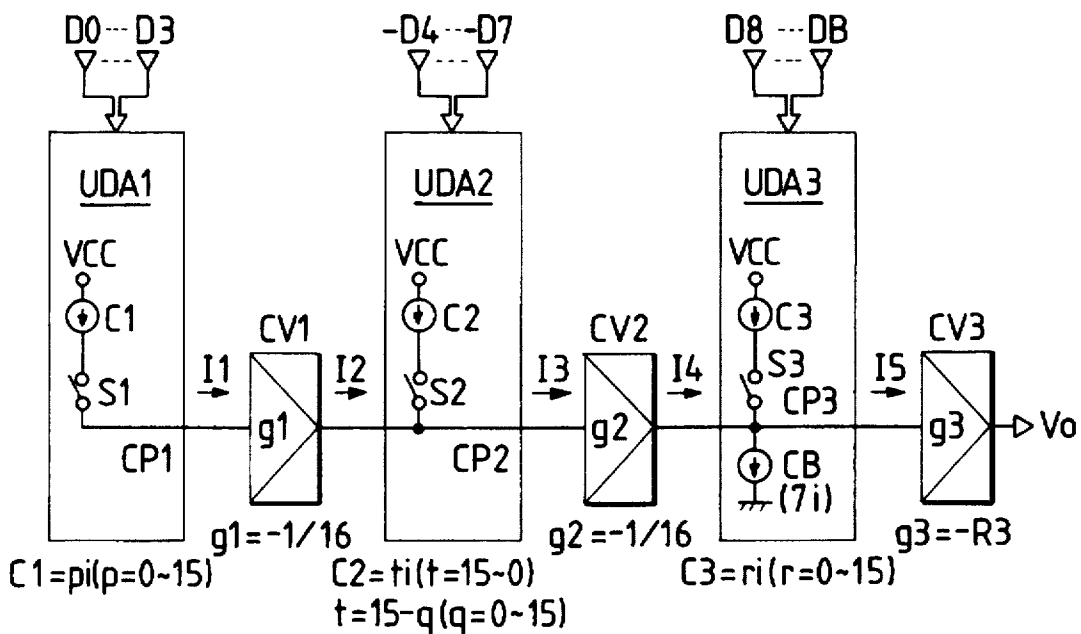 D0 --- D3
-D4 --- -D7
D8 --- DB
UDA1
UDA2
UDA3
VCC
VCC
VCC
C1
C2
C3
CV1
CV2
CV3
S1
S2
S3
I1
I2
I3
I4
I5
g1
g2
g3
Vo
CP1
CP2
CP3
CB
(7i)
g1=-1/16
g2=-1/16
g3=-R3
C1=pi(p=0~15)
C2=ti(t=15~0)
t=15-q(q=0~15)
C3=ri(r=0~15)